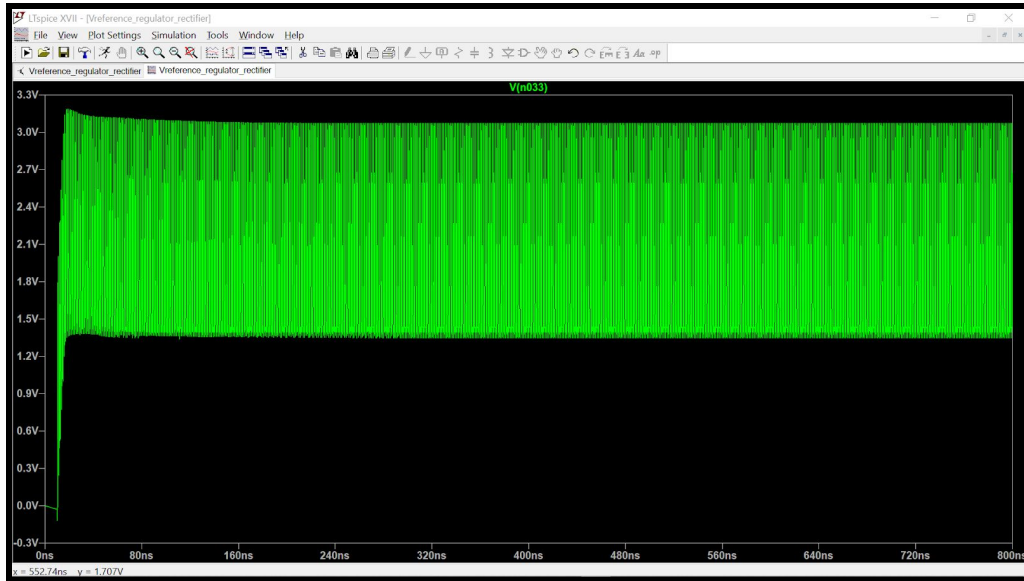 LTspice XVII - [Vreference_regulator_rectifier]
File View Plot Settings Simulation Tools Window Help
Vreference_regulator_rectifier Vreference_regulator_rectifier
V(n033)
3.3V
3.0V
2.7V
2.4V
2.1V
1.8V
1.5V
1.2V
0.9V
0.6V
0.3V
0.0V
-0.3V
0ns 80ns 160ns 240ns 320ns 400ns 480ns 560ns 640ns 720ns 800ns
x = 552.74ns y = 1.707V